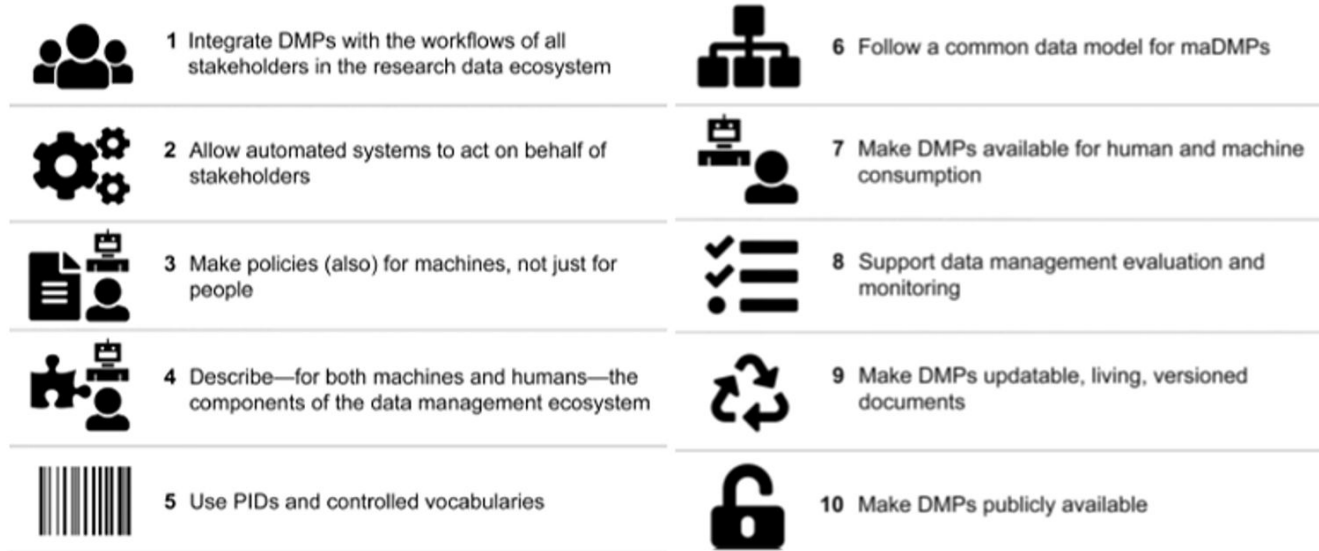 1 Integrate DMPs with the workflows of all
stakeholders in the research data ecosystem
2 Allow automated systems to act on behalf of
stakeholders
3 Make policies (also) for machines, not just for
people
4 Describe—for both machines and humans—the
components of the data management ecosystem
5 Use PIDs and controlled vocabularies
6 Follow a common data model for maDMPs
7 Make DMPs available for human and machine
consumption
8 Support data management evaluation and
monitoring
9 Make DMPs updatable, living, versioned
documents
10 Make DMPs publicly available